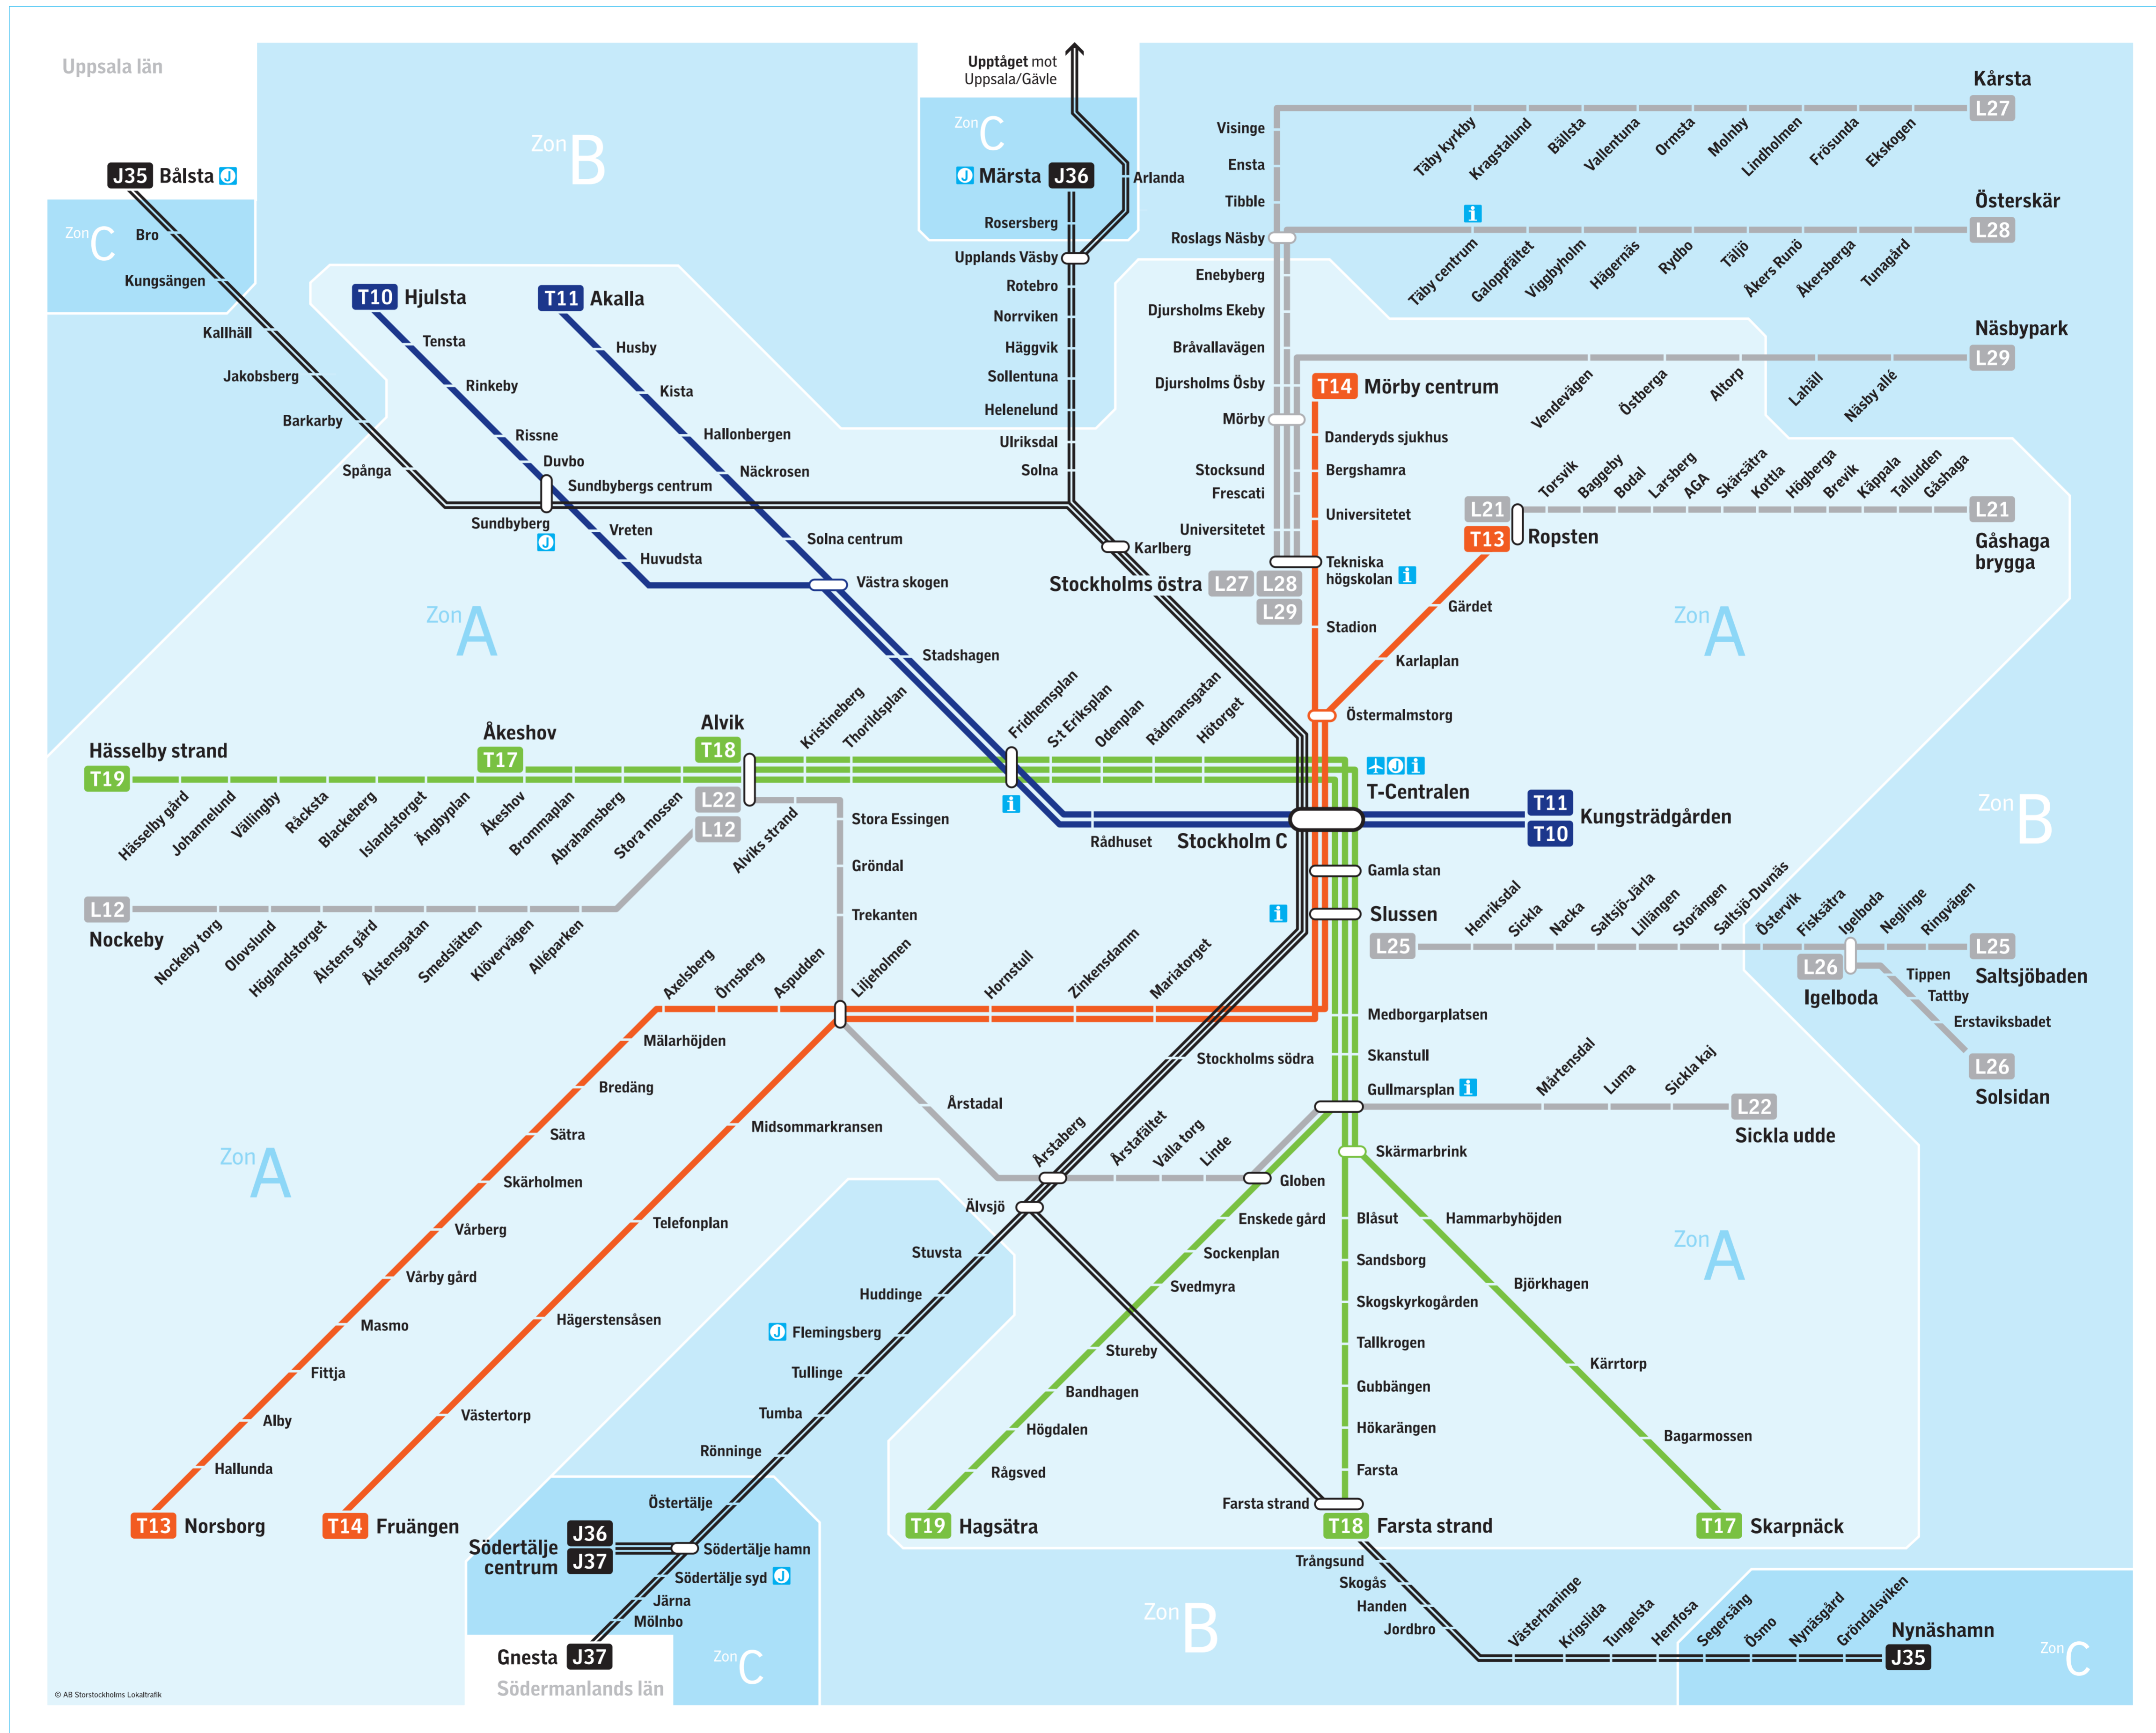 Uppsala län
Upptåget mot
Uppsala/Gävle
Zon B
Zon C
J35 Bålsta
Zon C
Bro
Kungsängen
Kallhäll
Jakobsberg
Barkarby
Spånga
Sundbyberg
T10 Hjulsta
Tensta
Rinkeby
Rissne
Duvbo
Sundbybergs centrum
Vreten
Huvudsta
T11 Akalla
Husby
Kista
Hallonbergen
Näckrosen
Solna centrum
Västra skogen
Stadshagen
Märsta J36
Arlanda
Rosersberg
Upplands Väsby
Rotebro
Norrviken
Häggvik
Sollentuna
Helenelund
Ulriksdal
Solna
Karlberg
Visinge
Ensta
Tibble
Roslags Näsby
Enebyberg
Djursholms Ekeby
Bråvallavägen
Djursholms Ösby
Mörby
Stocksund
Frescati
Universitetet
Stockholms östra L27 L28
L29
Täby kyrkby
Kragstalund
Bällsta
Vallentuna
Ormsta
Molnby
Lindholmen
Frösunda
Ekskogen
Kårsta
L27
Täby centrum
Galoppfältet
Viggbyholm
Hägernäs
Rydbo
Täljö
Åkers Runö
Åkersberga
Tunagård
Österskär
L28
Vendevägen
Östberga
Altorp
Lahäll
Näsby allé
Näsbypark
L29
T14 Mörby centrum
Danderyds sjukhus
Bergshamra
Universitetet
Tekniska
högskolan
Stadion
Östermalmstorg
L21
T13
Ropsten
Gärdet
Karlaplan
Torsvik
Baggeby
Bodal
Larsberg
AGA
Skärsätra
Kottla
Högberga
Brevik
Käppala
Talludden
Gåshaga
L21
Gåshaga
brygga
Zon A
Zon A
Zon B
Hässelby strand
T19
Hässelby gård
Johannelund
Vällingby
Råcksta
Blackeberg
Islandstorget
Ängbyplan
Åkeshov
Brommaplan
Abrahamsberg
Stora mossen
Åkeshov
T17
Alvik
T18
L22
L12
Kristineberg
Thorildsplan
Fridhemsplan
S:t Eriksplan
Odenplan
Rådmansgatan
Hötorget
T-Centralen
Stockholm C
Rådhuset
T11
T10
Kungsträdgården
L12
Nockeby
Nockeby torg
Olovslund
Höglandstorget
Ålstens gård
Ålstensgatan
Smedslätten
Klövervägen
Alléparken
Alviks strand
Stora Essingen
Gröndal
Trekanten
Liljeholmen
Gamla stan
Slussen
L25
Henriksdal
Sickla
Nacka
Saltsjö-Järla
Lillängen
Storängen
Saltsjö-Duvnäs
Östervik
Fisksätra
Igelboda
Neglinge
Ringvägen
L25
Saltsjöbaden
L26
Igelboda
Tippen
Tattby
Erstaviksbadet
L26
Solsidan
Axelsberg
Örnsberg
Aspudden
Hornstull
Zinkensdamm
Mariatorget
Mälarhöjden
Bredäng
Sätra
Skärholmen
Vårberg
Vårby gård
Masmo
Fittja
Alby
Hallunda
T13 Norsborg
Midsommarkransen
Telefonplan
Hägerstensåsen
Västertorp
T14 Fruängen
Zon A
Medborgarplatsen
Skanstull
Gullmarsplan
Mårtensdal
Luma
Sickla kaj
L22
Sickla udde
Skärmarbrink
Stockholms södra
Årstadal
Årstaberg
Årstafältet
Valla torg
Linde
Globen
Älvsjö
Stuvsta
Huddinge
Flemingsberg
Tullinge
Tumba
Rönninge
Östertälje
Södertälje hamn
Södertälje syd
Järna
Mölnbo
J36
J37
Södertälje
centrum
Gnesta J37
Södermanlands län
Zon C
Enskede gård
Sockenplan
Svedmyra
Stureby
Bandhagen
Högdalen
Rågsved
T19 Hagsätra
Blåsut
Sandsborg
Skogskyrkogården
Tallkrogen
Gubbängen
Hökarängen
Farsta
Farsta strand
T18 Farsta strand
Hammarbyhöjden
Björkhagen
Kärrtorp
Bagarmossen
T17 Skarpnäck
Zon A
Zon B
Trångsund
Skogås
Handen
Jordbro
Västerhaninge
Krigslida
Tungelsta
Hemfosa
Segersäng
Ösmo
Nynäsgård
Gröndalsviken
Nynäshamn
J35
Zon C
© AB Storstockholms Lokaltrafik